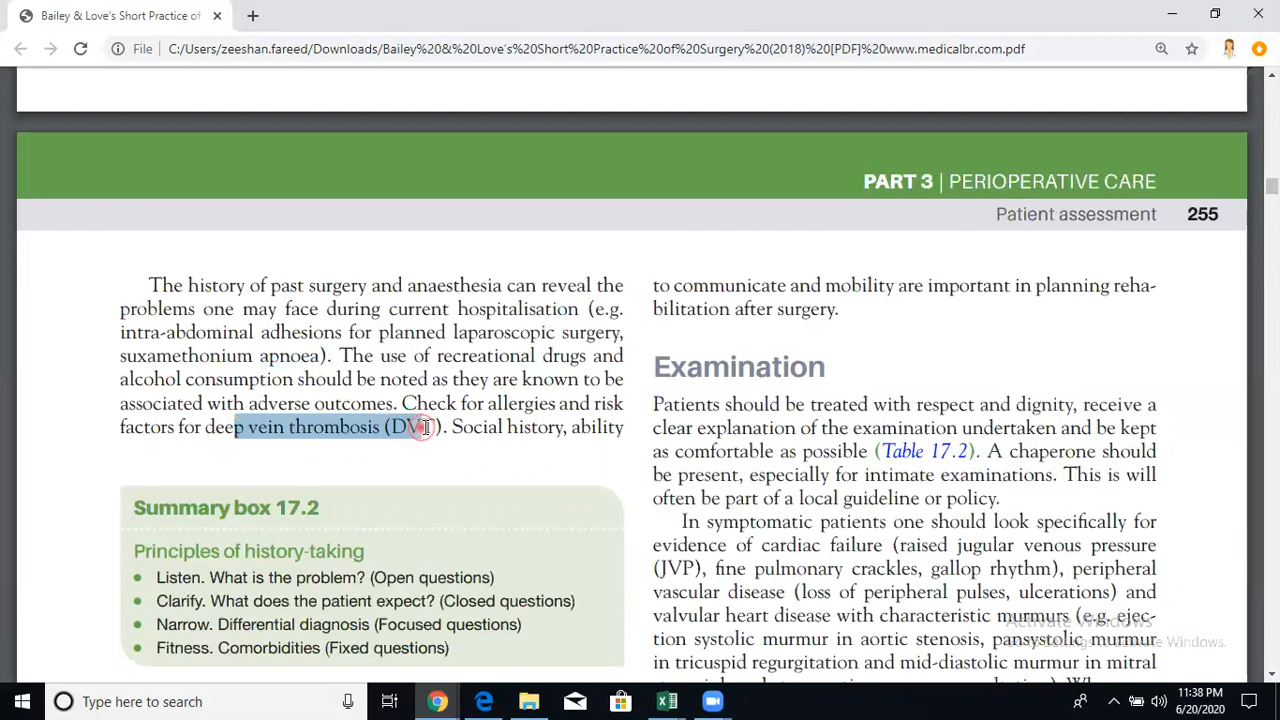 Bailey & Love's Short Practice of
File
C:/Users/zeeshan.fareed/Downloads/Bailey%20&%20Love´s%20Short%20Practice%20of%20Surgery%20(2018)%20[PDF]%20www.medicalbr.com.pdf
PART 3 | PERIOPERATIVE CARE
Patient assessment 255
The history of past surgery and anaesthesia can reveal the
problems one may face during current hospitalisation (e.g.
intra-abdominal adhesions for planned laparoscopic surgery,
suxamethonium apnoea). The use of recreational drugs and
alcohol consumption should be noted as they are known to be
associated with adverse outcomes. Check for allergies and risk
factors for deep vein thrombosis (DVT). Social history, ability
Summary box 17.2
Principles of history-taking
• Listen. What is the problem? (Open questions)
• Clarify. What does the patient expect? (Closed questions)
• Narrow. Differential diagnosis (Focused questions)
• Fitness. Comorbidities (Fixed questions)
to communicate and mobility are important in planning reha-
bilitation after surgery.
Examination
Patients should be treated with respect and dignity, receive a
clear explanation of the examination undertaken and be kept
as comfortable as possible (Table 17.2). A chaperone should
be present, especially for intimate examinations. This is will
often be part of a local guideline or policy.
In symptomatic patients one should look specifically for
evidence of cardiac failure (raised jugular venous pressure
(JVP), fine pulmonary crackles, gallop rhythm), peripheral
vascular disease (loss of peripheral pulses, ulcerations) and
valvular heart disease with characteristic murmurs (e.g. ejec-
tion systolic murmur in aortic stenosis, pansystolic murmur
in tricuspid regurgitation and mid-diastolic murmur in mitral
Activate Windows
Go to Settings to activate Windows.
Type here to search
11:38 PM
6/20/2020